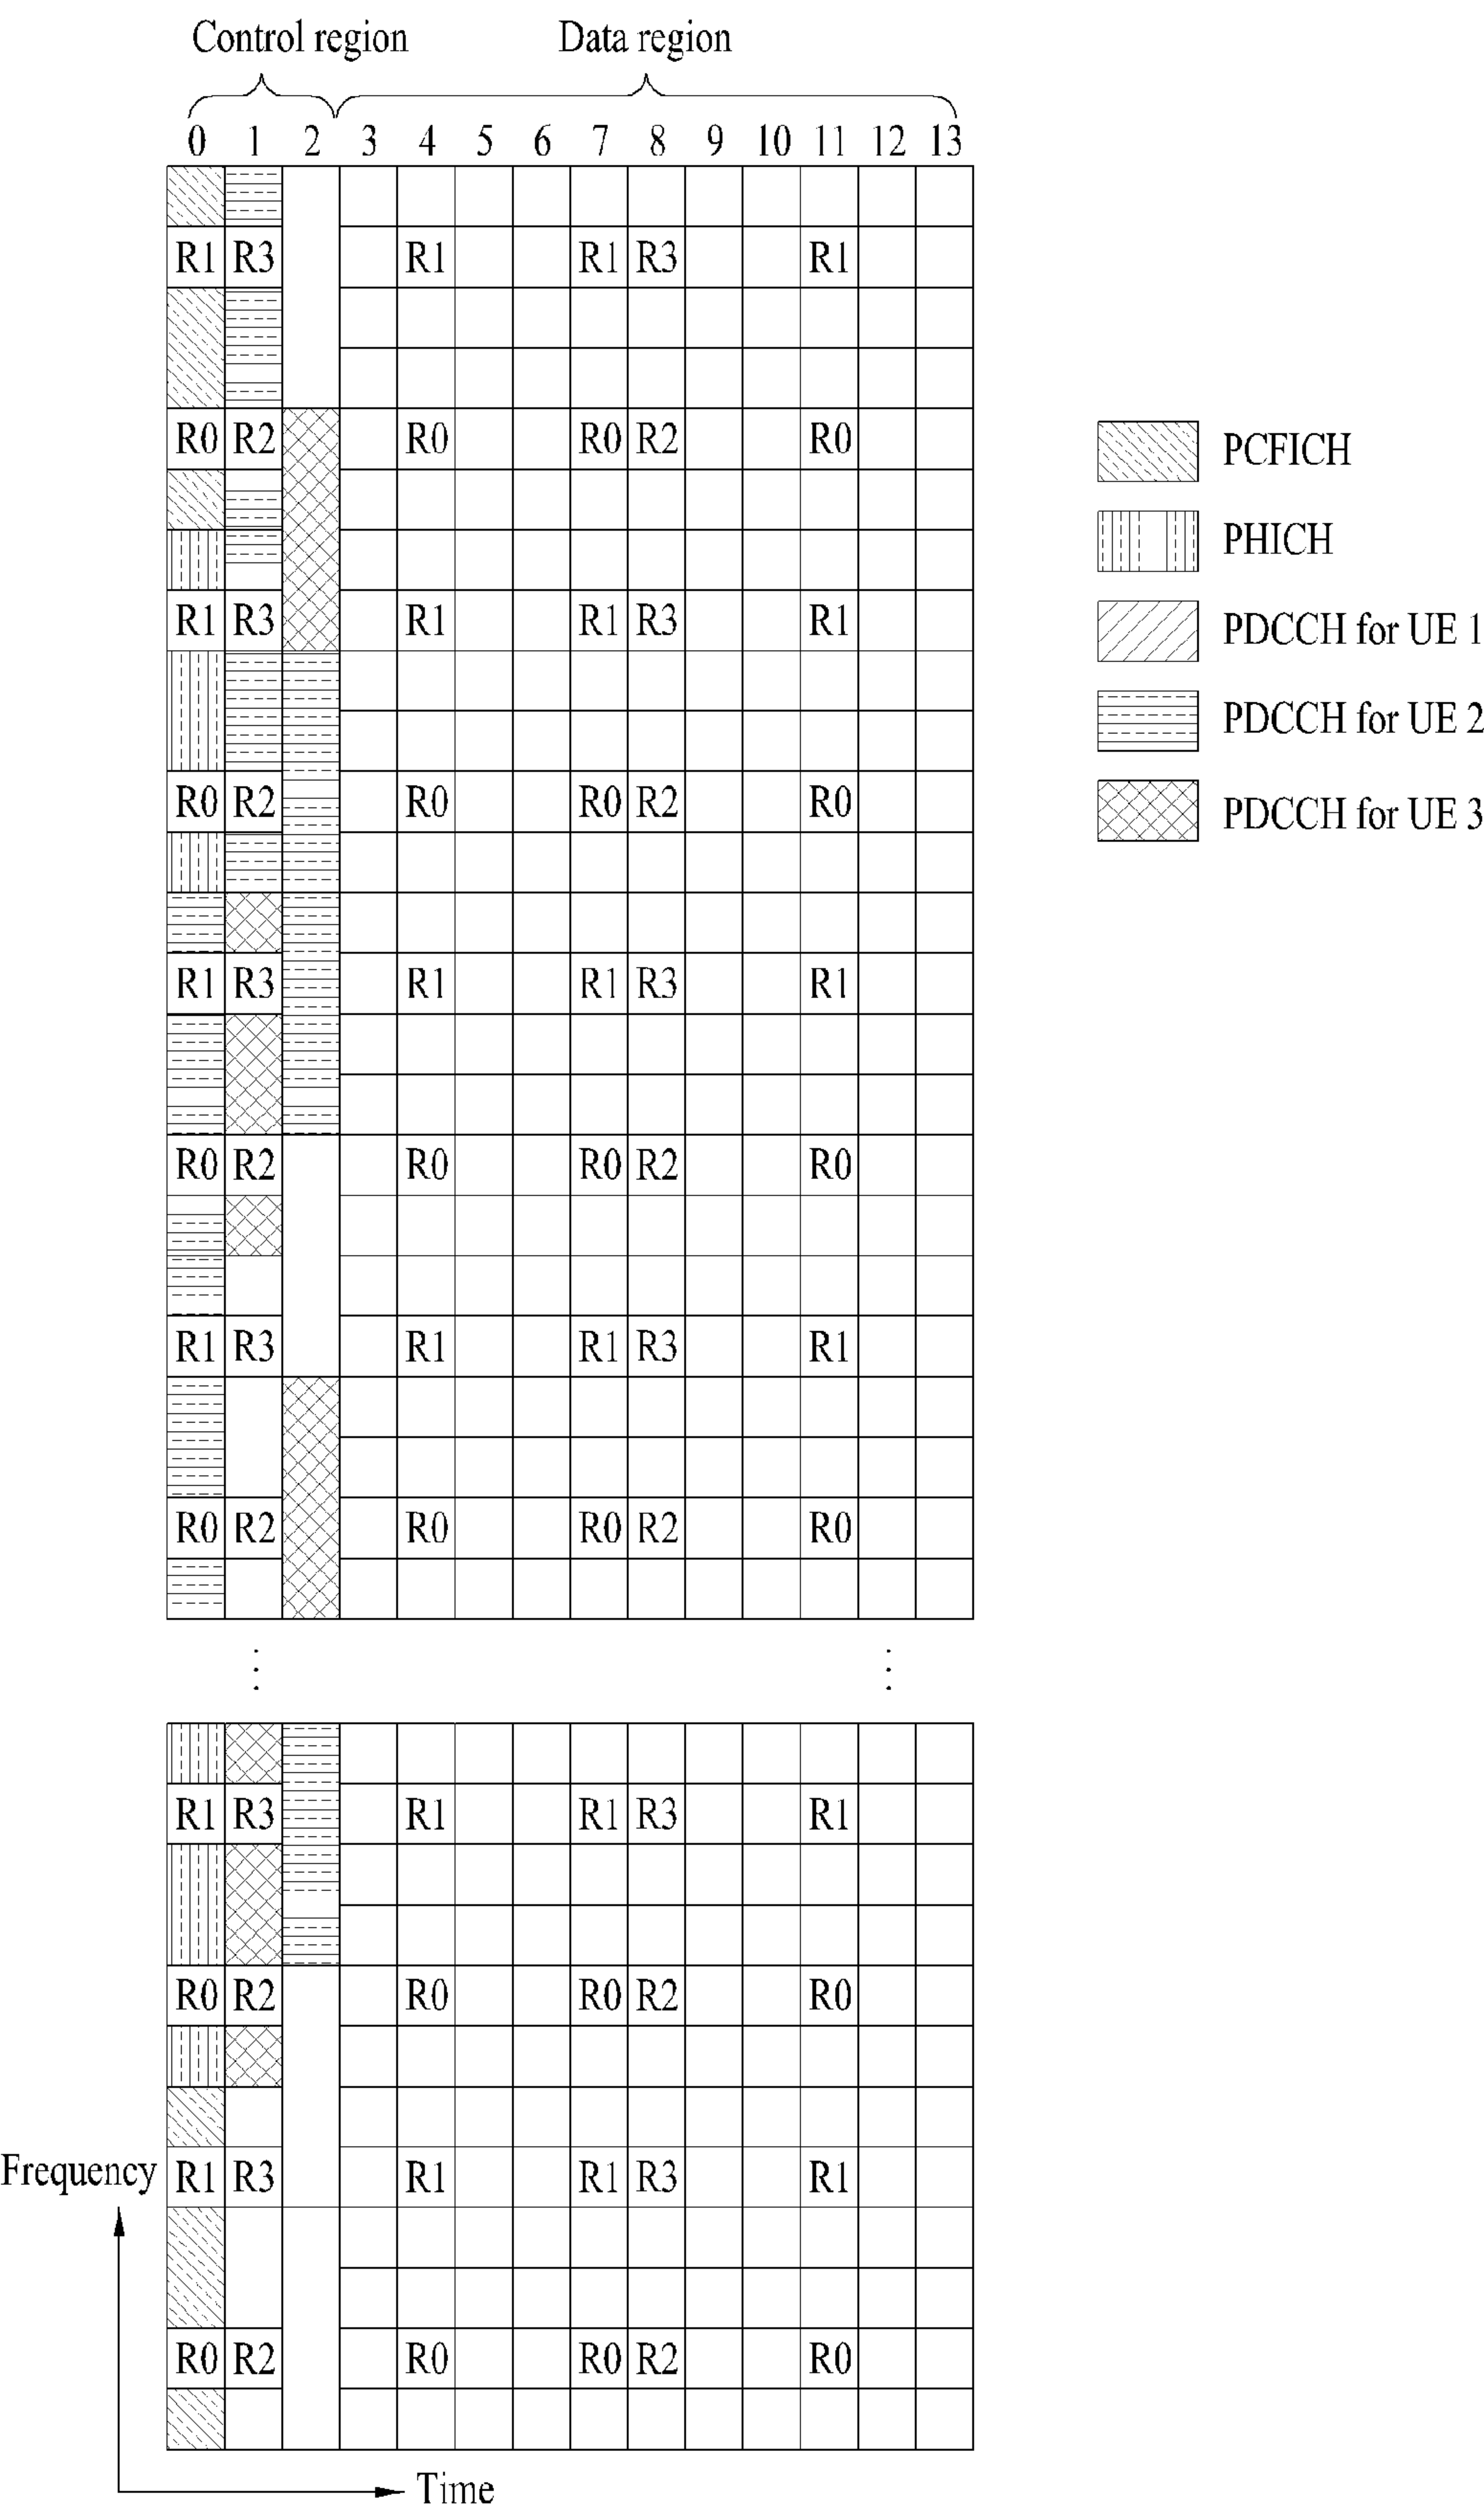 Control region Data region
0 1 2 3 4 5 6 7 8 9 10 11 12 13
R1 R3 R1 R1 R3 R1
R0 R2 R0 R0 R2 R0
PCFICH
PHICH
R1 R3 R1 R1 R3 R1
PDCCH for UE 1
PDCCH for UE 2
R0 R2 R0 R0 R2 R0
PDCCH for UE 3
R1 R3 R1 R1 R3 R1
R0 R2 R0 R0 R2 R0
R1 R3 R1 R1 R3 R1
R0 R2 R0 R0 R2 R0
R1 R3 R1 R1 R3 R1
R0 R2 R0 R0 R2 R0
Frequency R1 R3 R1 R1 R3 R1
R0 R2 R0 R0 R2 R0
Time